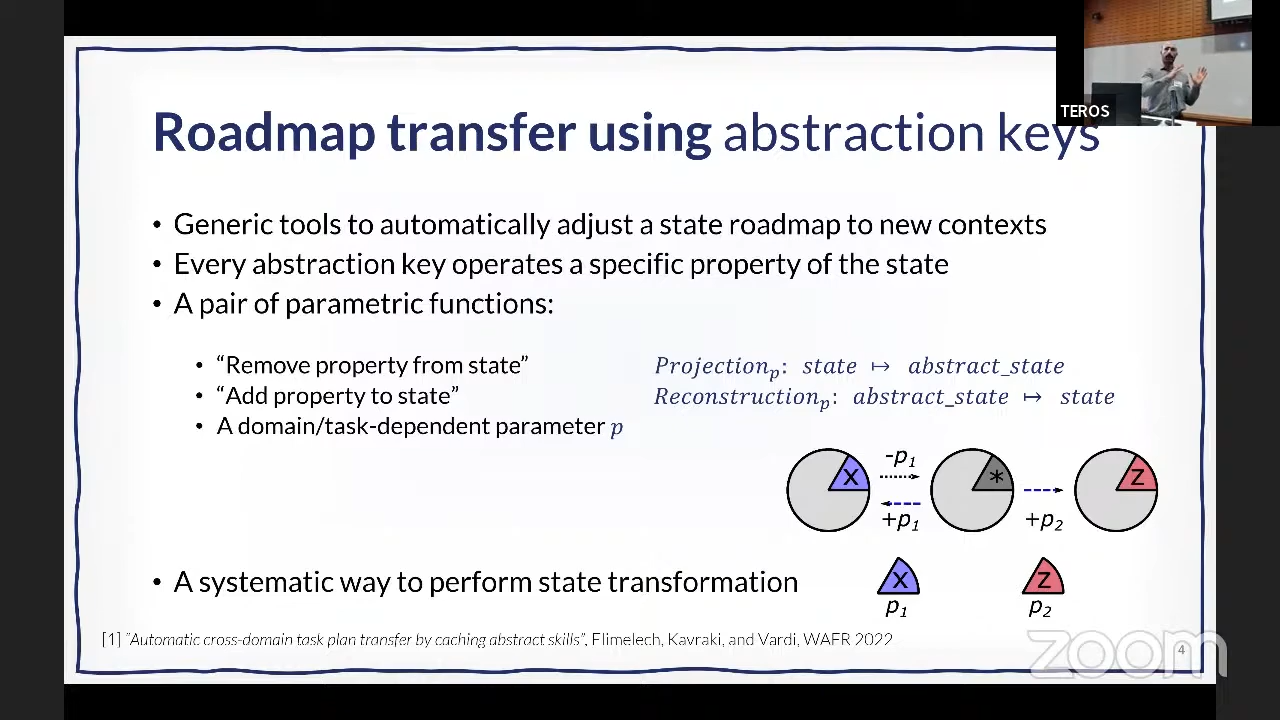 TEROS
Roadmap transfer using abstraction keys
• Generic tools to automatically adjust a state roadmap to new contexts
• Every abstraction key operates a specific property of the state
• A pair of parametric functions:
• “Remove property from state” Projectionₚ: state ↦ abstract_state
• “Add property to state” Reconstructionₚ: abstract_state ↦ state
• A domain/task-dependent parameter p
-p₁
x * z
+p₁ +p₂
• A systematic way to perform state transformation
x z
p₁ p₂
[1] “Automatic cross-domain task plan transfer by caching abstract skills”, Elimelech, Kavraki, and Vardi, WAFR 2022
4
zoom